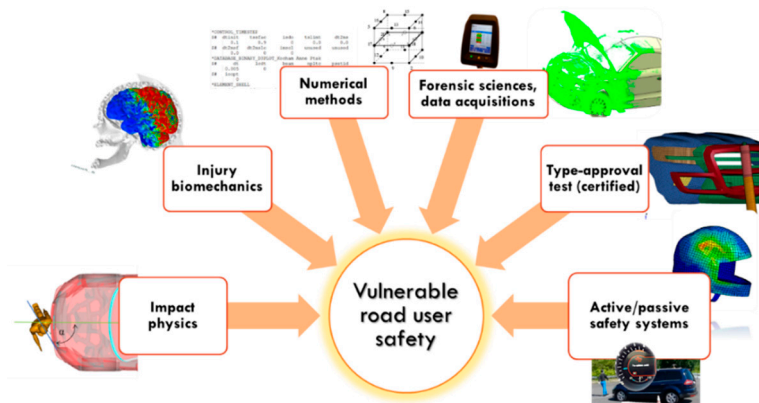 *CONTROL_TIMESTEP
Numerical
methods
Forensic sciences,
data acquisitions
Injury
biomechanics
Type-approval
test (certified)
Impact
physics
α
Vulnerable
road user
safety
Active/passive
safety systems